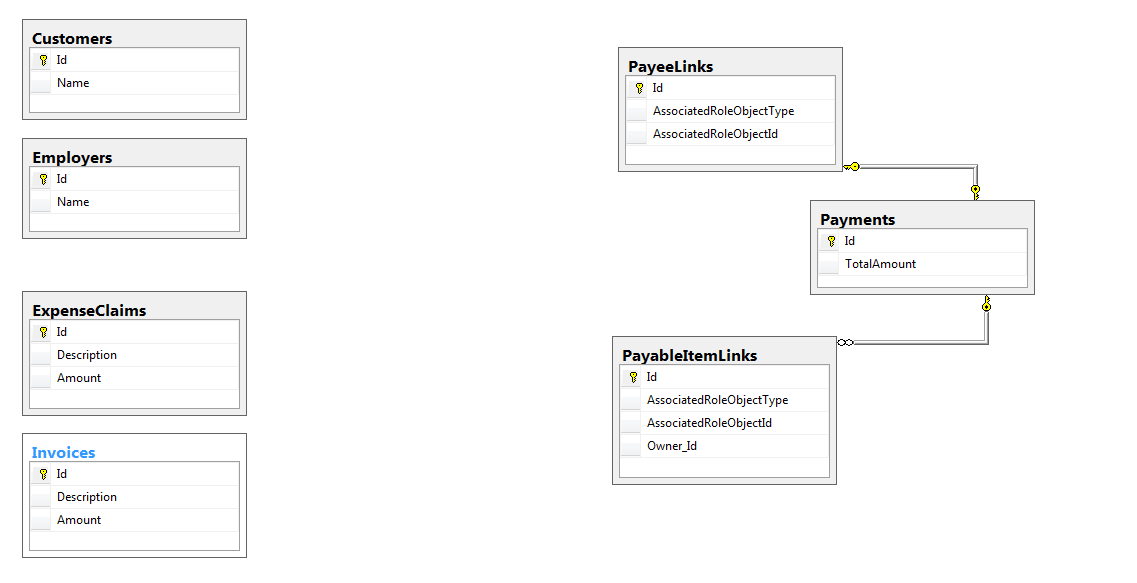 Customers
Id
Name
Employers
Id
Name
ExpenseClaims
Id
Description
Amount
Invoices
Id
Description
Amount
PayeeLinks
Id
AssociatedRoleObjectType
AssociatedRoleObjectId
Payments
Id
TotalAmount
PayableItemLinks
Id
AssociatedRoleObjectType
AssociatedRoleObjectId
Owner_Id